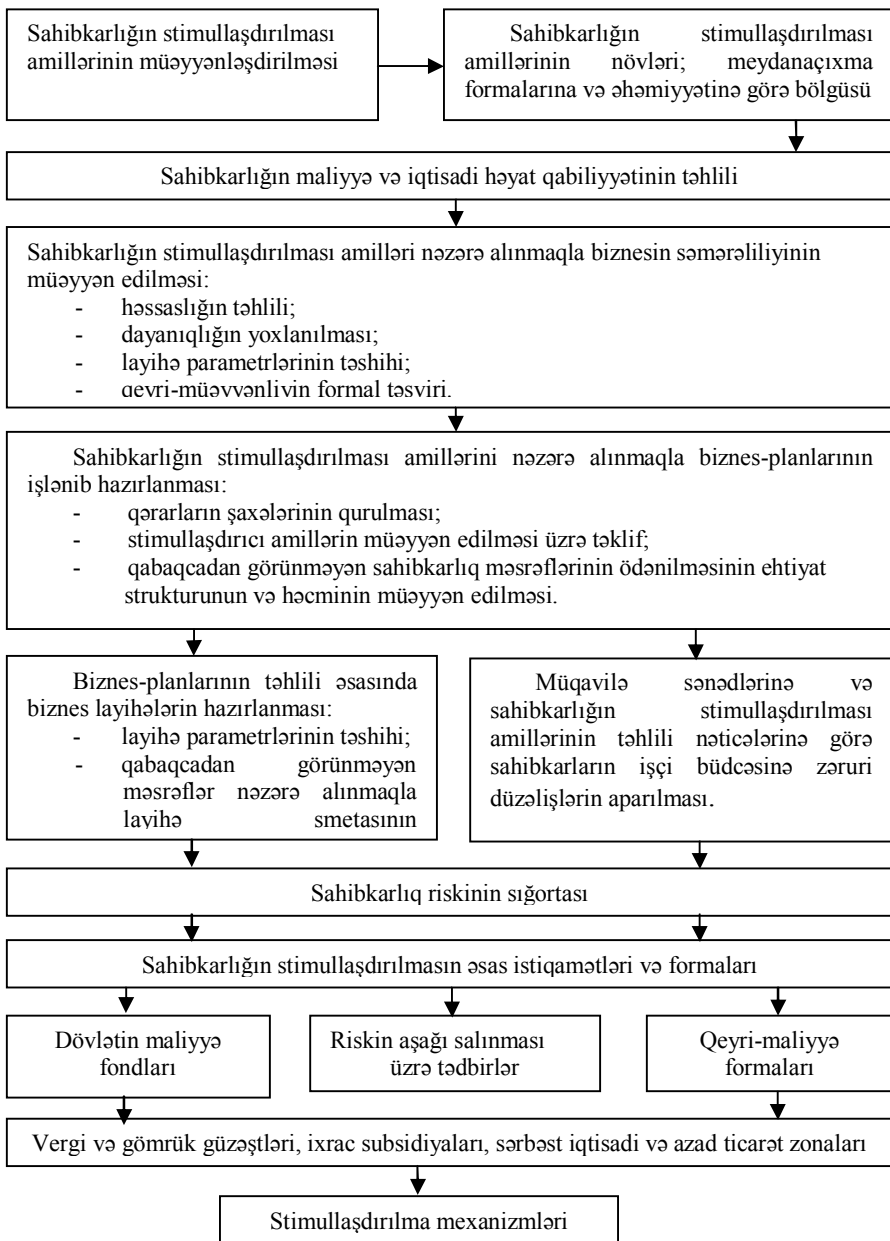 Sahibkarlığın stimullaşdırılması
amillərinin müəyyənləşdirilməsi
Sahibkarlığın stimullaşdırılması
amillərinin növləri; meydanaçıxma
formalarına və əhəmiyyətinə görə bölgüsü
Sahibkarlığın maliyyə və iqtisadi həyat qabiliyyətinin təhlili
Sahibkarlığın stimullaşdırılması amilləri nəzərə alınmaqla biznesin səmərəliliyinin
müəyyən edilməsi:
- həssaslığın təhlili;
- dayanıqlığın yoxlanılması;
- layihə parametrlərinin təshihi;
- qeyri-müəyyənliyin formal təsviri.
Sahibkarlığın stimullaşdırılması amillərini nəzərə alınmaqla biznes-planlarının
işlənib hazırlanması:
- qərarların şaxələrinin qurulması;
- stimullaşdırıcı amillərin müəyyən edilməsi üzrə təklif;
- qabaqcadan görünməyən sahibkarlıq məsrəflərinin ödənilməsinin ehtiyat
strukturunun və həcminin müəyyən edilməsi.
Biznes-planlarının təhlili əsasında
biznes layihələrin hazırlanması:
- layihə parametrlərinin təshihi;
- qabaqcadan görünməyən
məsrəflər nəzərə alınmaqla
layihə smetasının
Müqavilə sənədlərinə və
sahibkarlığın stimullaşdırılması
amillərinin təhlili nəticələrinə görə
sahibkarların işçi büdcəsinə zəruri
düzəlişlərin aparılması.
Sahibkarlıq riskinin sığortası
Sahibkarlığın stimullaşdırılmasın əsas istiqamətləri və formaları
Dövlətin maliyyə
fondları
Riskin aşağı salınması
üzrə tədbirlər
Qeyri-maliyyə
formaları
Vergi və gömrük güzəştləri, ixrac subsidiyaları, sərbəst iqtisadi və azad ticarət zonaları
Stimullaşdırılma mexanizmləri